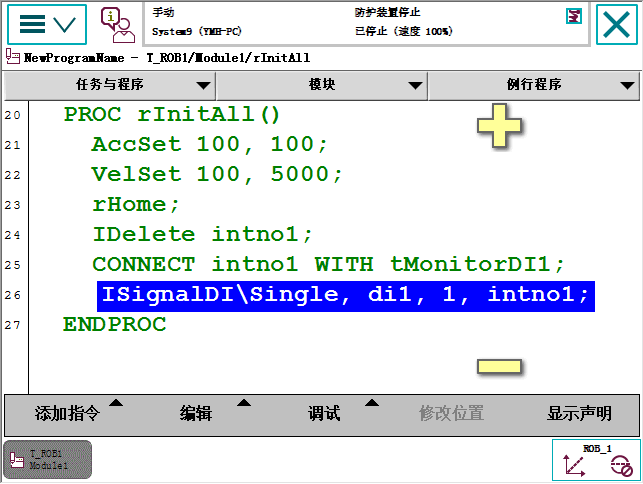 手动
防护装置停止
System9 (YMH-PC)
已停止 (速度 100%)
NewProgramName - T_ROB1/Module1/rInitAll
任务与程序
模块
例行程序
20 PROC rInitAll()
21 AccSet 100, 100;
22 VelSet 100, 5000;
23 rHome;
24 IDelete intno1;
25 CONNECT intno1 WITH tMonitorDI1;
26 ISignalDI\Single, di1, 1, intno1;
27 ENDPROC
添加指令
编辑
调试
修改位置
显示声明
T_ROB1
Module1
ROB_1